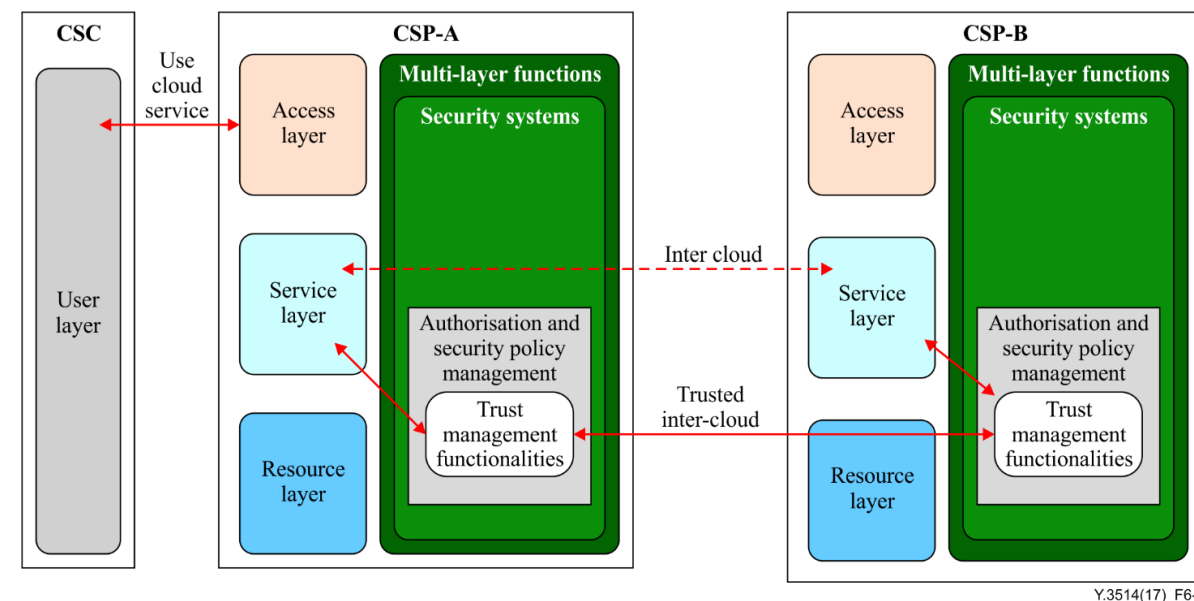 CSC
Use
cloud
service
User
layer
CSP-A
Access
layer
Service
layer
Resource
layer
Multi-layer functions
Security systems
Authorisation and
security policy
management
Trust
management
functionalities
Inter cloud
Trusted
inter-cloud
CSP-B
Access
layer
Service
layer
Resource
layer
Multi-layer functions
Security systems
Authorisation and
security policy
management
Trust
management
functionalities
Y.3514(17)_F6-